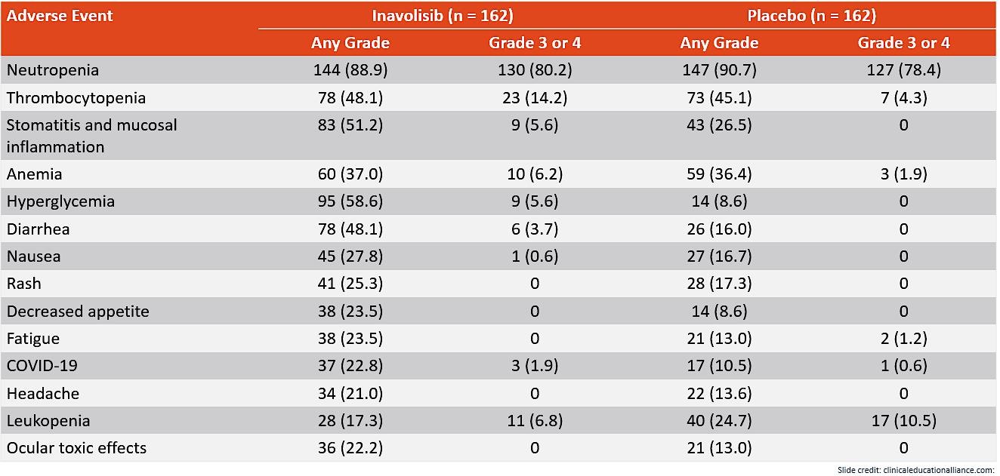 Adverse Event Inavolisib (n = 162) Placebo (n = 162)
Any Grade Grade 3 or 4 Any Grade Grade 3 or 4
Neutropenia 144 (88.9) 130 (80.2) 147 (90.7) 127 (78.4)
Thrombocytopenia 78 (48.1) 23 (14.2) 73 (45.1) 7 (4.3)
Stomatitis and mucosal 83 (51.2) 9 (5.6) 43 (26.5) 0
inflammation
Anemia 60 (37.0) 10 (6.2) 59 (36.4) 3 (1.9)
Hyperglycemia 95 (58.6) 9 (5.6) 14 (8.6) 0
Diarrhea 78 (48.1) 6 (3.7) 26 (16.0) 0
Nausea 45 (27.8) 1 (0.6) 27 (16.7) 0
Rash 41 (25.3) 0 28 (17.3) 0
Decreased appetite 38 (23.5) 0 14 (8.6) 0
Fatigue 38 (23.5) 0 21 (13.0) 2 (1.2)
COVID-19 37 (22.8) 3 (1.9) 17 (10.5) 1 (0.6)
Headache 34 (21.0) 0 22 (13.6) 0
Leukopenia 28 (17.3) 11 (6.8) 40 (24.7) 17 (10.5)
Ocular toxic effects 36 (22.2) 0 21 (13.0) 0
Slide credit: clinicaleducationalliance.com: